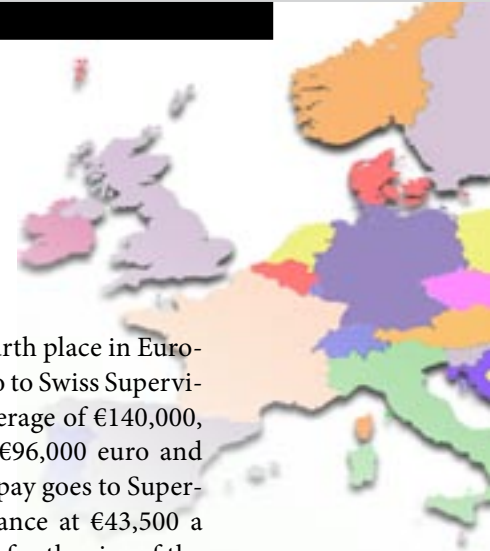 urth place in Euro-
o to Swiss Supervi-
erage of €140,000,
€96,000 euro and
pay goes to Super-
ance at €43,500 a